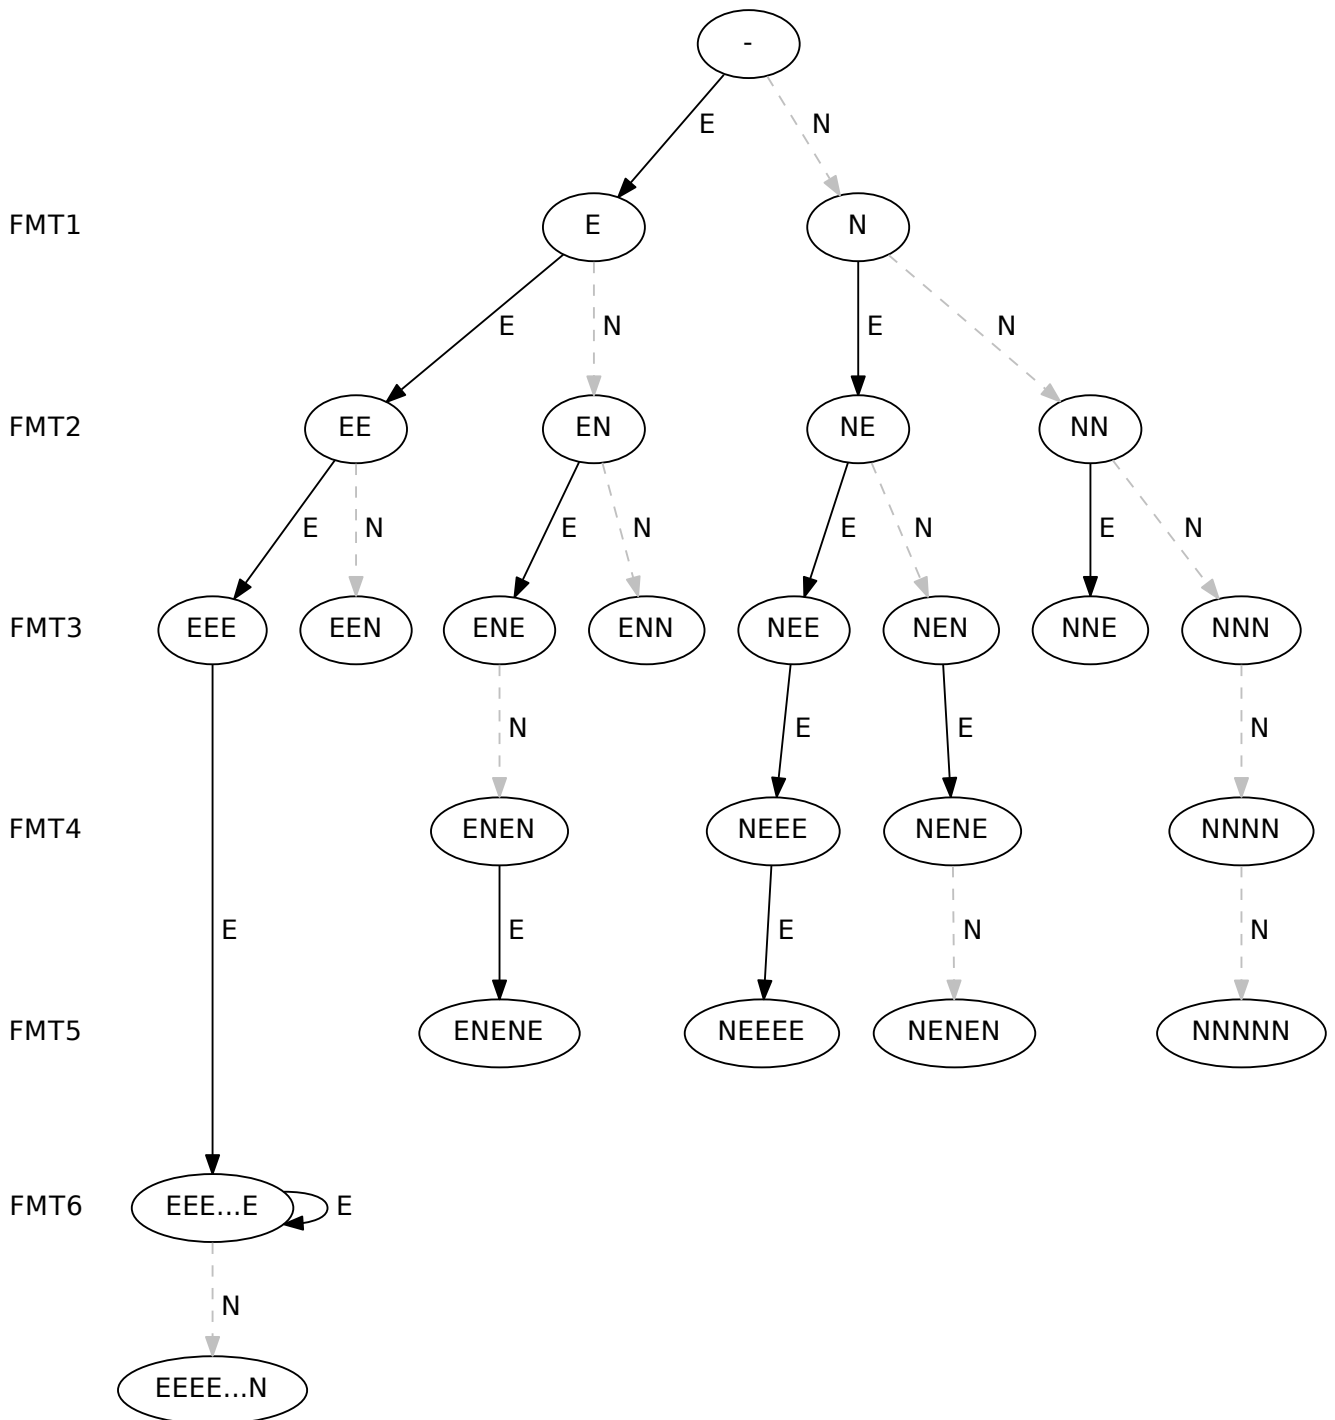 -
E N
FMT1 E N
E N E N
FMT2 EE EN NE NN
E N E N E N E N
FMT3 EEE EEN ENE ENN NEE NEN NNE NNN
N E E N
FMT4 ENEN NEEE NENE NNNN
E E E N N
FMT5 ENENE NEEEE NENEN NNNNN
FMT6 EEE...E E
N
EEEE...N